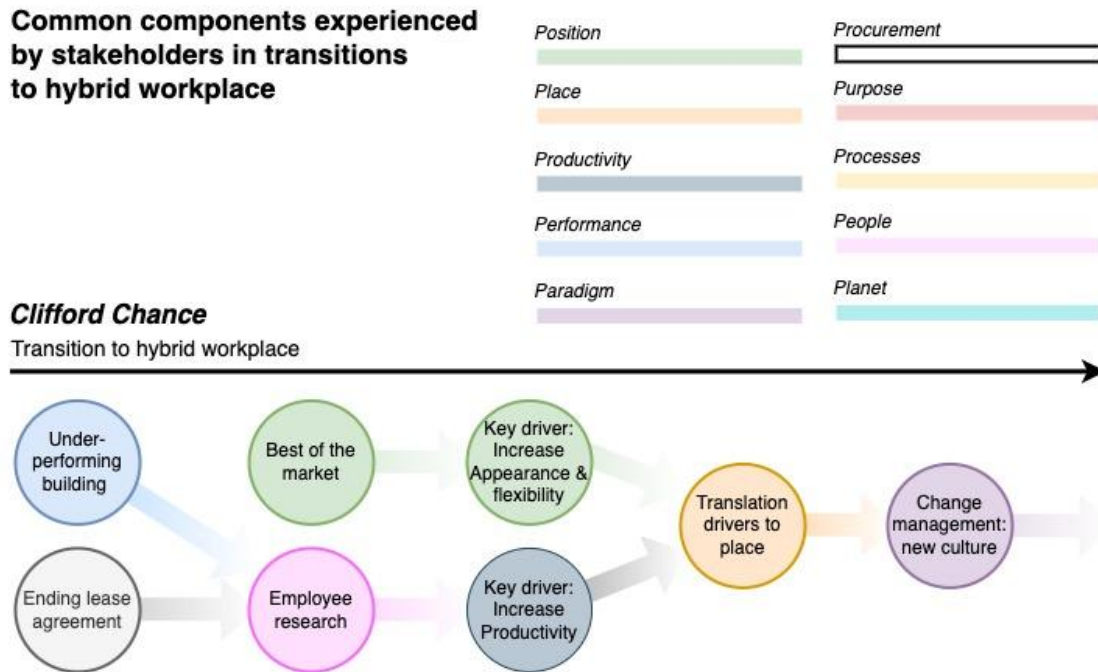 Common components experienced
by stakeholders in transitions
to hybrid workplace
Position
Procurement
Place
Purpose
Productivity
Processes
Performance
People
Paradigm
Planet
Clifford Chance
Transition to hybrid workplace
Under-
performing
building
Best of the
market
Key driver:
Increase
Appearance &
flexibility
Translation
drivers to
place
Change
management:
new culture
Ending lease
agreement
Employee
research
Key driver:
Increase
Productivity